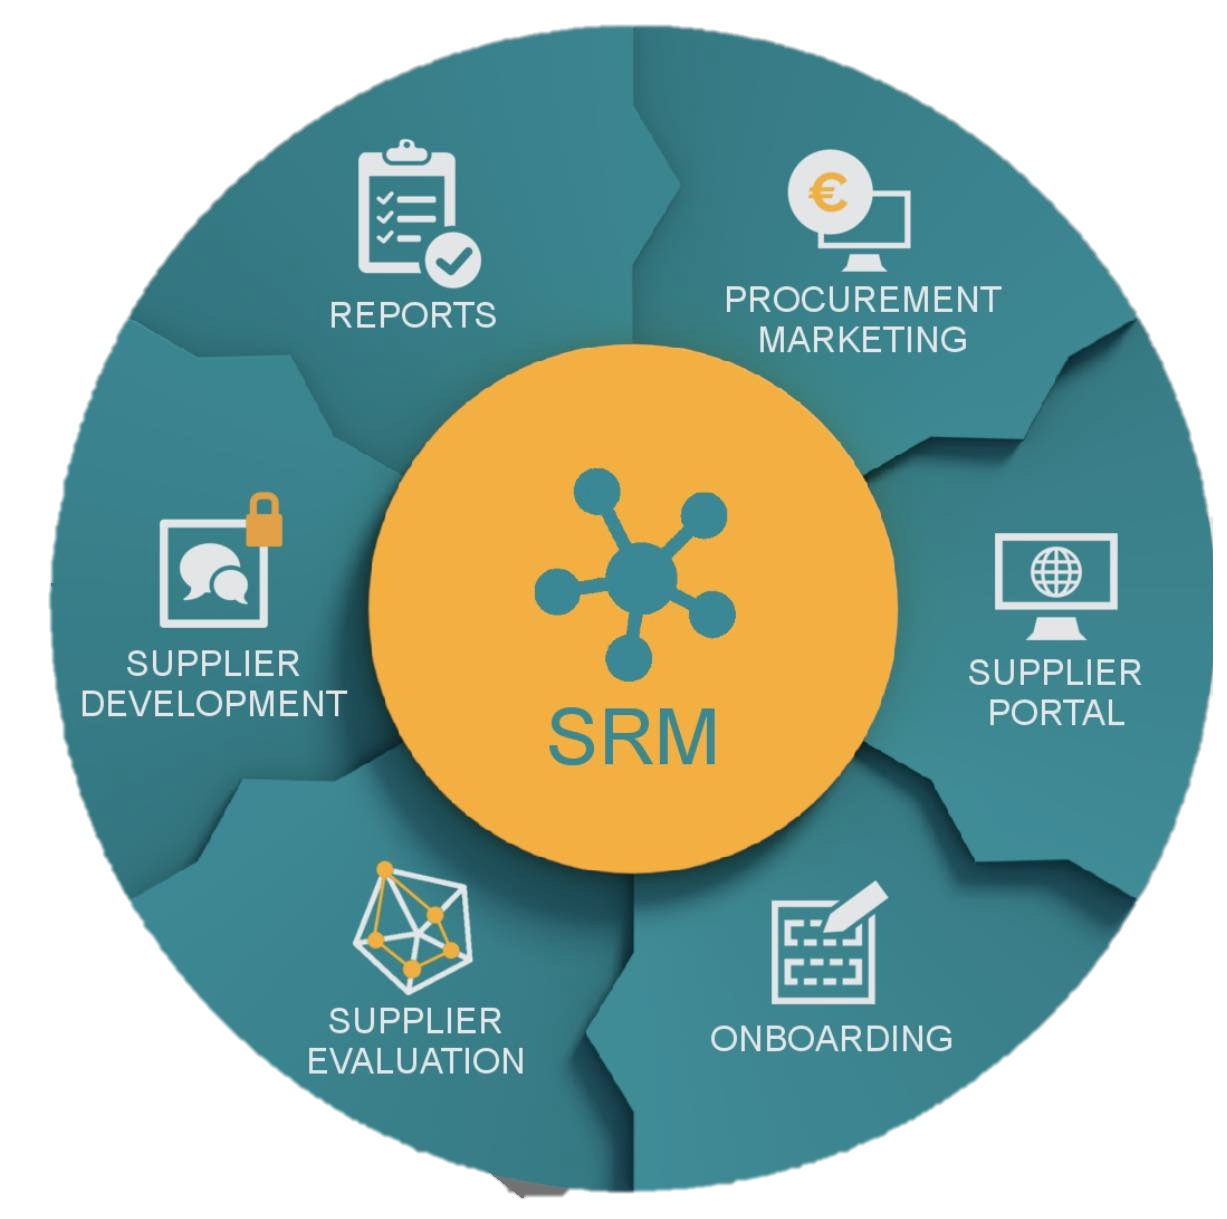 REPORTS
PROCUREMENT
MARKETING
€
SUPPLIER
PORTAL
ONBOARDING
SUPPLIER
EVALUATION
SUPPLIER
DEVELOPMENT
SRM